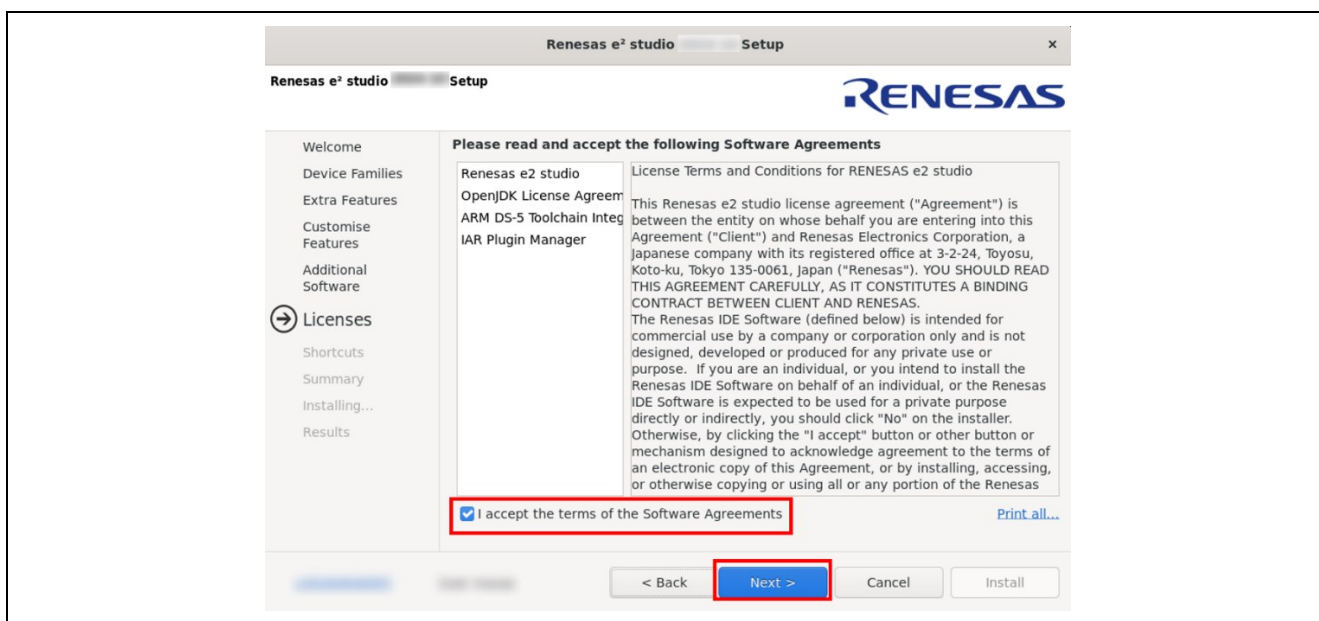 Renesas e² studio Setup
×
Renesas e² studio Setup
RENESAS
Welcome
Device Families
Extra Features
Customise
Features
Additional
Software
Licenses
Shortcuts
Summary
Installing...
Results
Please read and accept the following Software Agreements
Renesas e2 studio
OpenJDK License Agreem
ARM DS-5 Toolchain Integ
IAR Plugin Manager
License Terms and Conditions for RENESAS e2 studio
This Renesas e2 studio license agreement ("Agreement") is
between the entity on whose behalf you are entering into this
Agreement ("Client") and Renesas Electronics Corporation, a
Japanese company with its registered office at 3-2-24, Toyosu,
Koto-ku, Tokyo 135-0061, Japan ("Renesas"). YOU SHOULD READ
THIS AGREEMENT CAREFULLY, AS IT CONSTITUTES A BINDING
CONTRACT BETWEEN CLIENT AND RENESAS.
The Renesas IDE Software (defined below) is intended for
commercial use by a company or corporation only and is not
designed, developed or produced for any private use or
purpose.  If you are an individual, or you intend to install the
Renesas IDE Software on behalf of an individual, or the Renesas
IDE Software is expected to be used for a private purpose
directly or indirectly, you should click "No" on the installer.
Otherwise, by clicking the "I accept" button or other button or
mechanism designed to acknowledge agreement to the terms of
an electronic copy of this Agreement, or by installing, accessing,
or otherwise copying or using all or any portion of the Renesas
I accept the terms of the Software Agreements
Print all...
< Back
Next >
Cancel
Install